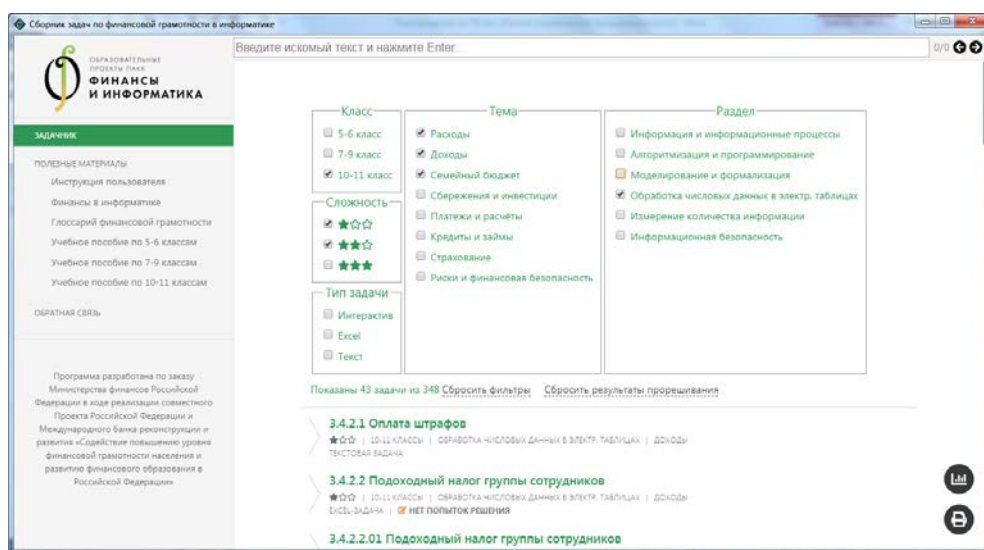 Сборник задач по финансовой грамотности в информатике
ОБРАЗОВАТЕЛЬНЫЕ
ПРОЕКТЫ ПАКК
ФИНАНСЫ
И ИНФОРМАТИКА
ЗАДАЧНИК
ПОЛЕЗНЫЕ МАТЕРИАЛЫ
Инструкция пользователя
Финансы в информатике
Глоссарий финансовой грамотности
Учебное пособие по 5-6 классам
Учебное пособие по 7-9 классам
Учебное пособие по 10-11 классам
ОБРАТНАЯ СВЯЗЬ
Программа разработана по заказу
Министерства финансов Российской
Федерации в ходе реализации совместного
Проекта Российской Федерации и
Международного банка реконструкции и
развития «Содействие повышению уровня
финансовой грамотности населения и
развитию финансового образования в
Российской Федерации»
Введите искомый текст и нажмите Enter...
0/0
Класс
5-6 класс
7-9 класс
10-11 класс
Сложность
Тип задачи
Интерактив
Excel
Текст
Тема
Расходы
Доходы
Семейный бюджет
Сбережения и инвестиции
Платежи и расчёты
Кредиты и займы
Страхование
Риски и финансовая безопасность
Раздел
Информация и информационные процессы
Алгоритмизация и программирование
Моделирование и формализация
Обработка числовых данных в электр. таблицах
Измерение количества информации
Информационная безопасность
Показаны 43 задачи из 348 Сбросить фильтры Сбросить результаты прорешивания
3.4.2.1 Оплата штрафов
★☆☆ | 10-11 КЛАССЫ | ОБРАБОТКА ЧИСЛОВЫХ ДАННЫХ В ЭЛЕКТР. ТАБЛИЦАХ | ДОХОДЫ
ТЕКСТОВАЯ ЗАДАЧА
3.4.2.2 Подоходный налог группы сотрудников
★☆☆ | 10-11 КЛАССЫ | ОБРАБОТКА ЧИСЛОВЫХ ДАННЫХ В ЭЛЕКТР. ТАБЛИЦАХ | ДОХОДЫ
EXCEL-ЗАДАЧА | НЕТ ПОПЫТОК РЕШЕНИЯ
3.4.2.2.01 Подоходный налог группы сотрудников